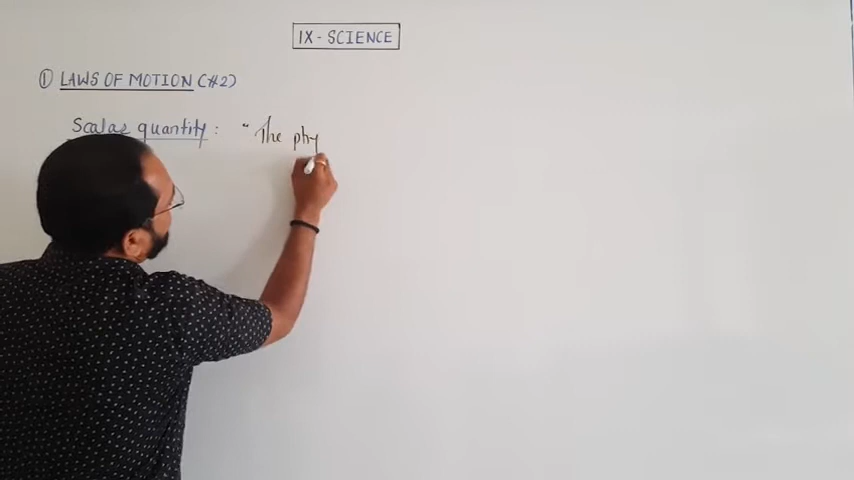 IX - SCIENCE
① LAWS OF MOTION (#2)
Scalar quantity : " The phy